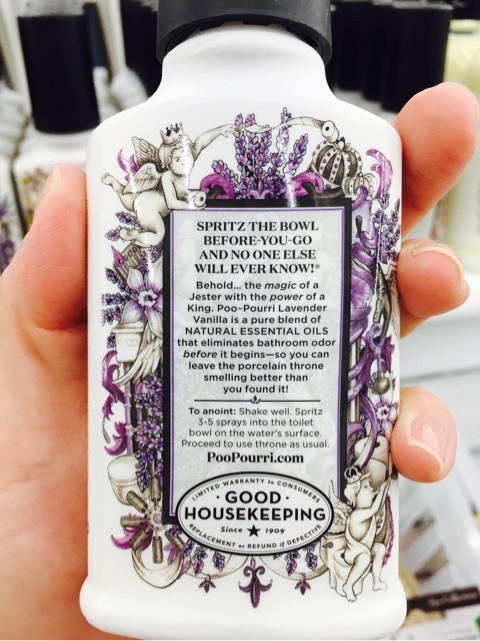 SPRITZ THE BOWL
BEFORE-YOU-GO
AND NO ONE ELSE
WILL EVER KNOW!®
Behold... the magic of a
Jester with the power of a
King. Poo-Pourri Lavender
Vanilla is a pure blend of
NATURAL ESSENTIAL OILS
that eliminates bathroom odor
before it begins—so you can
leave the porcelain throne
smelling better than
you found it!
To anoint: Shake well. Spritz
3-5 sprays into the toilet
bowl on the water's surface.
Proceed to use throne as usual.
PooPourri.com
LIMITED WARRANTY to CONSUMERS
· GOOD ·
HOUSEKEEPING
Since ★ 1909
REPLACEMENT or REFUND if DEFECTIVE